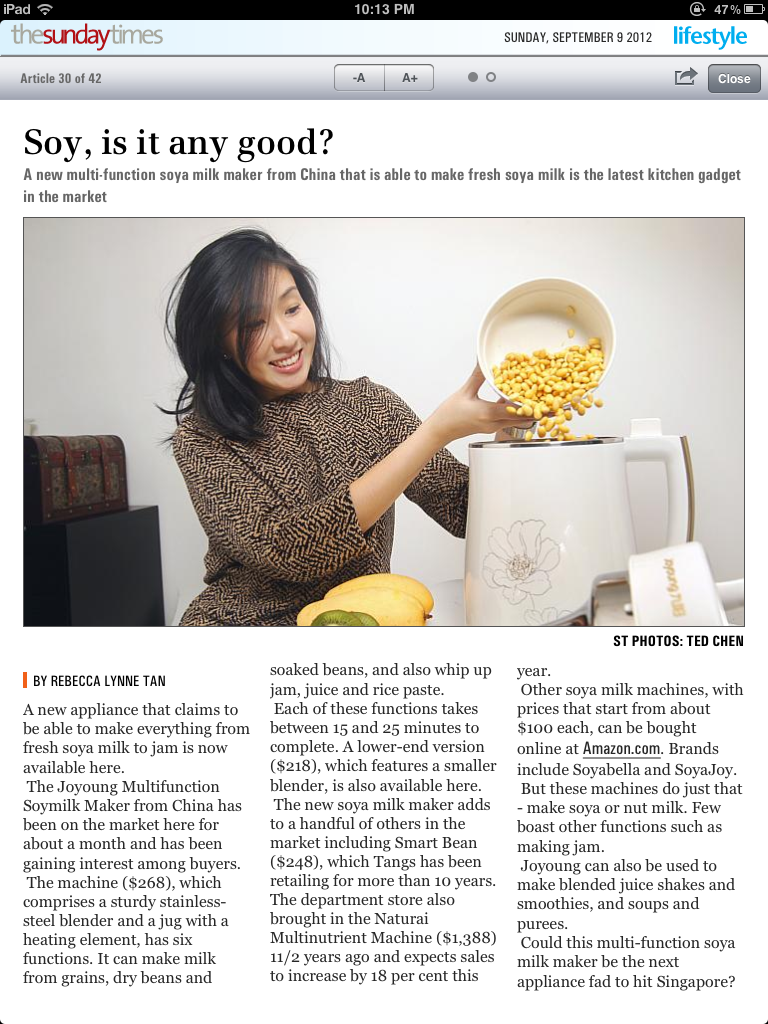 iPad
10:13 PM
47%
thesundaytimes
SUNDAY, SEPTEMBER 9 2012
lifestyle
Article 30 of 42
-A
A+
Close
Soy, is it any good?
A new multi-function soya milk maker from China that is able to make fresh soya milk is the latest kitchen gadget
in the market
ST PHOTOS: TED CHEN
BY REBECCA LYNNE TAN
A new appliance that claims to
be able to make everything from
fresh soya milk to jam is now
available here.
The Joyoung Multifunction
Soymilk Maker from China has
been on the market here for
about a month and has been
gaining interest among buyers.
The machine ($268), which
comprises a sturdy stainless-
steel blender and a jug with a
heating element, has six
functions. It can make milk
from grains, dry beans and
soaked beans, and also whip up
jam, juice and rice paste.
Each of these functions takes
between 15 and 25 minutes to
complete. A lower-end version
($218), which features a smaller
blender, is also available here.
The new soya milk maker adds
to a handful of others in the
market including Smart Bean
($248), which Tangs has been
retailing for more than 10 years.
The department store also
brought in the Naturai
Multinutrient Machine ($1,388)
11/2 years ago and expects sales
to increase by 18 per cent this
year.
Other soya milk machines, with
prices that start from about
$100 each, can be bought
online at Amazon.com. Brands
include Soyabella and SoyaJoy.
But these machines do just that
- make soya or nut milk. Few
boast other functions such as
making jam.
Joyoung can also be used to
make blended juice shakes and
smoothies, and soups and
purees.
Could this multi-function soya
milk maker be the next
appliance fad to hit Singapore?